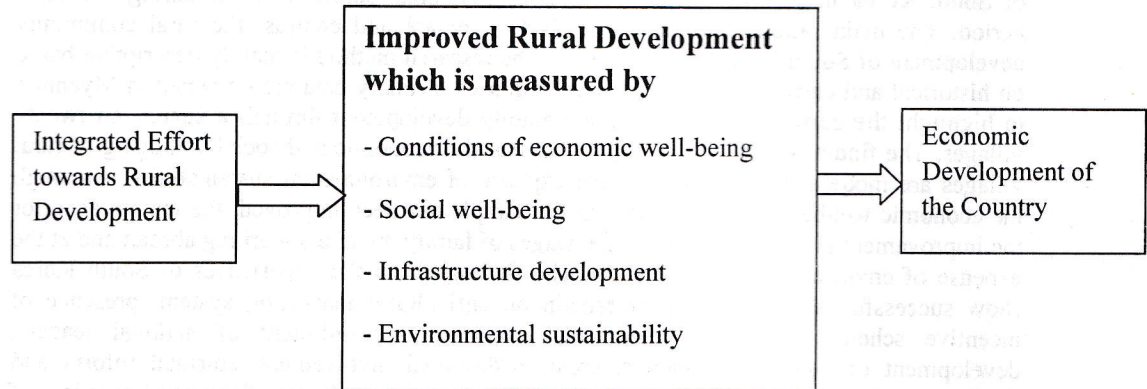 Improved Rural Development
which is measured by
Integrated Effort
towards Rural
Development
- Conditions of economic well-being
- Social well-being
- Infrastructure development
- Environmental sustainability
Economic
Development of
the Country